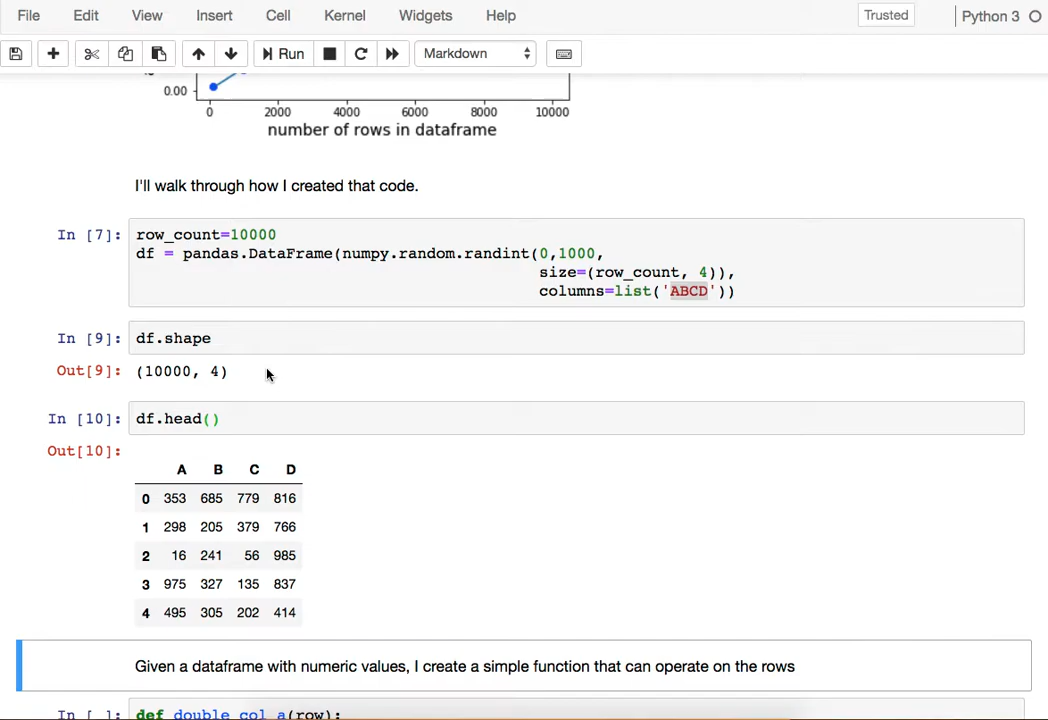 File Edit View Insert Cell Kernel Widgets Help Trusted Python 3
Run Markdown
0.00
0 2000 4000 6000 8000 10000
number of rows in dataframe
I'll walk through how I created that code.
In [7]: row_count=10000
df = pandas.DataFrame(numpy.random.randint(0,1000,
size=(row_count, 4)),
columns=list('ABCD'))
In [9]: df.shape
Out[9]: (10000, 4)
In [10]: df.head()
Out[10]:
A B C D
0 353 685 779 816
1 298 205 379 766
2 16 241 56 985
3 975 327 135 837
4 495 305 202 414
Given a dataframe with numeric values, I create a simple function that can operate on the rows
In [ ]: def double_col_a(row):